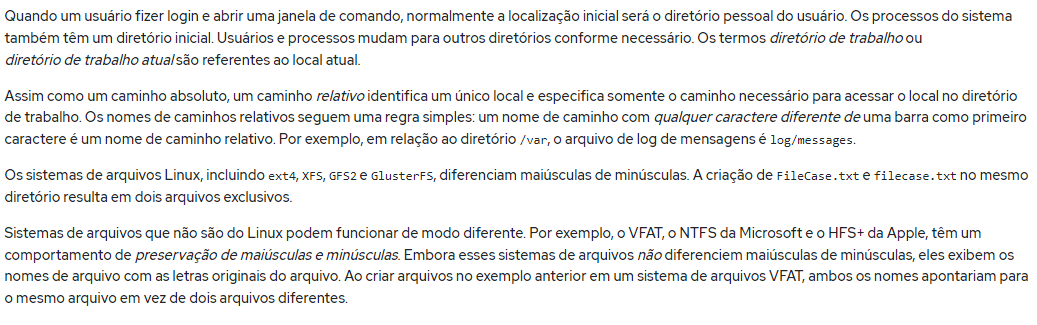 Quando um usuário fizer login e abrir uma janela de comando, normalmente a localização inicial será o diretório pessoal do usuário. Os processos do sistema
também têm um diretório inicial. Usuários e processos mudam para outros diretórios conforme necessário. Os termos diretório de trabalho ou
diretório de trabalho atual são referentes ao local atual.
Assim como um caminho absoluto, um caminho relativo identifica um único local e especifica somente o caminho necessário para acessar o local no diretório
de trabalho. Os nomes de caminhos relativos seguem uma regra simples: um nome de caminho com qualquer caractere diferente de uma barra como primeiro
caractere é um nome de caminho relativo. Por exemplo, em relação ao diretório /var, o arquivo de log de mensagens é log/messages.
Os sistemas de arquivos Linux, incluindo ext4, XFS, GFS2 e GlusterFS, diferenciam maiúsculas de minúsculas. A criação de FileCase.txt e filecase.txt no mesmo
diretório resulta em dois arquivos exclusivos.
Sistemas de arquivos que não são do Linux podem funcionar de modo diferente. Por exemplo, o VFAT, o NTFS da Microsoft e o HFS+ da Apple, têm um
comportamento de preservação de maiúsculas e minúsculas. Embora esses sistemas de arquivos não diferenciem maiúsculas de minúsculas, eles exibem os
nomes de arquivo com as letras originais do arquivo. Ao criar arquivos no exemplo anterior em um sistema de arquivos VFAT, ambos os nomes apontariam para
o mesmo arquivo em vez de dois arquivos diferentes.